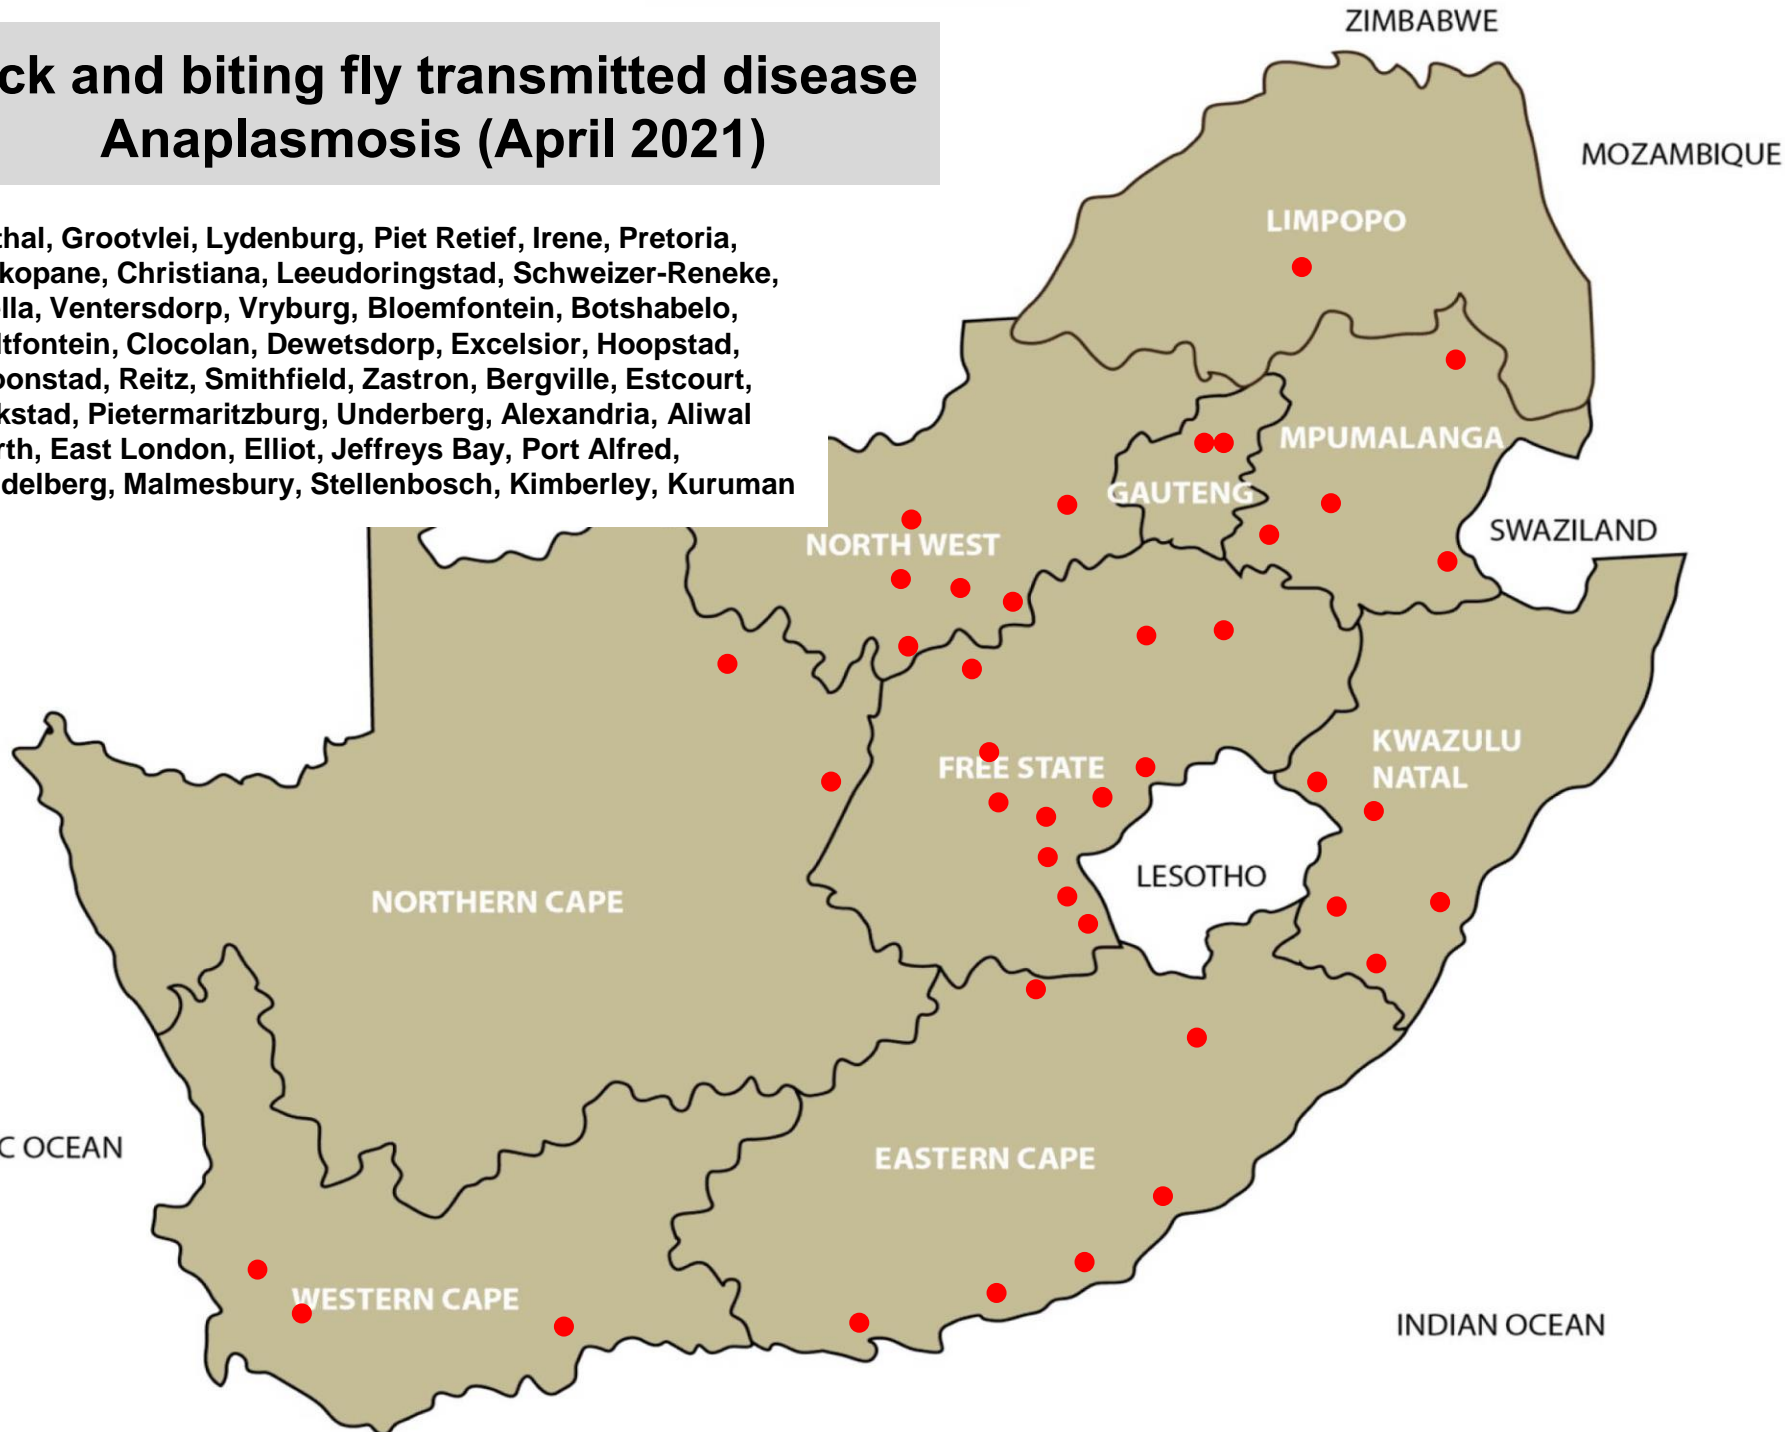 ZIMBABWE
ck and biting fly transmitted disease
Anaplasmosis (April 2021)
MOZAMBIQUE
LIMPOPO
thal, Grootvlei, Lydenburg, Piet Retief, Irene, Pretoria,
kopane, Christiana, Leeudoringstad, Schweizer-Reneke,
lla, Ventersdorp, Vryburg, Bloemfontein, Botshabelo,
ltfontein, Clocolan, Dewetsdorp, Excelsior, Hoopstad,
oonstad, Reitz, Smithfield, Zastron, Bergville, Estcourt,
kstad, Pietermaritzburg, Underberg, Alexandria, Aliwal
rth, East London, Elliot, Jeffreys Bay, Port Alfred,
delberg, Malmesbury, Stellenbosch, Kimberley, Kuruman
MPUMALANGA
GAUTENG
NORTH WEST
SWAZILAND
KWAZULU
NATAL
FREE STATE
LESOTHO
NORTHERN CAPE
C OCEAN
EASTERN CAPE
WESTERN CAPE
INDIAN OCEAN